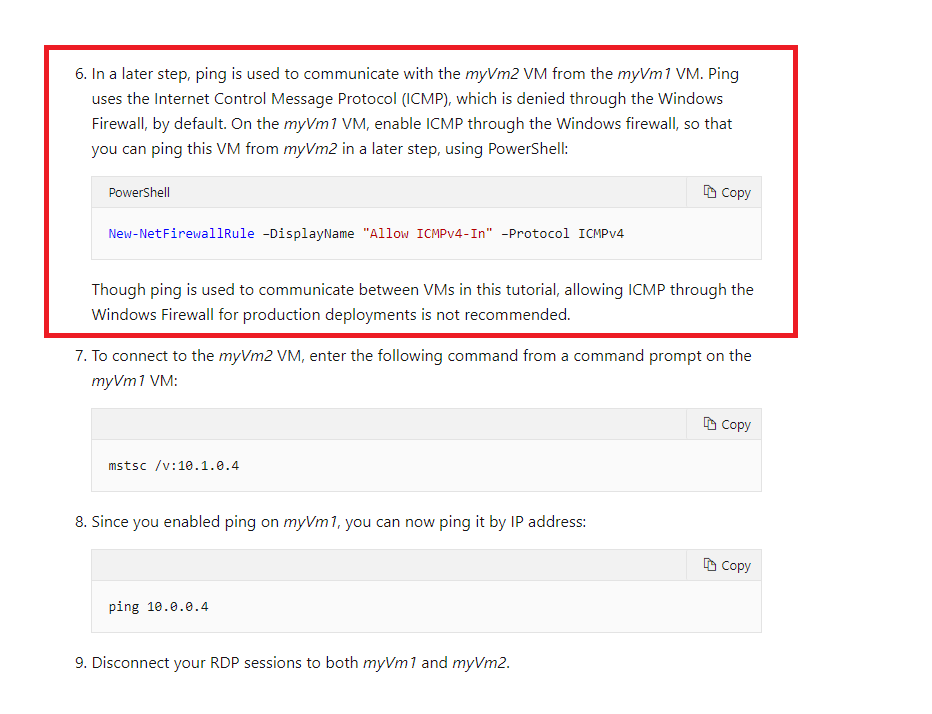 6. In a later step, ping is used to communicate with the myVm2 VM from the myVm1 VM. Ping
uses the Internet Control Message Protocol (ICMP), which is denied through the Windows
Firewall, by default. On the myVm1 VM, enable ICMP through the Windows firewall, so that
you can ping this VM from myVm2 in a later step, using PowerShell:
PowerShell Copy
New-NetFirewallRule –DisplayName "Allow ICMPv4-In" –Protocol ICMPv4
Though ping is used to communicate between VMs in this tutorial, allowing ICMP through the
Windows Firewall for production deployments is not recommended.
7. To connect to the myVm2 VM, enter the following command from a command prompt on the
myVm1 VM:
Copy
mstsc /v:10.1.0.4
8. Since you enabled ping on myVm1, you can now ping it by IP address:
Copy
ping 10.0.0.4
9. Disconnect your RDP sessions to both myVm1 and myVm2.